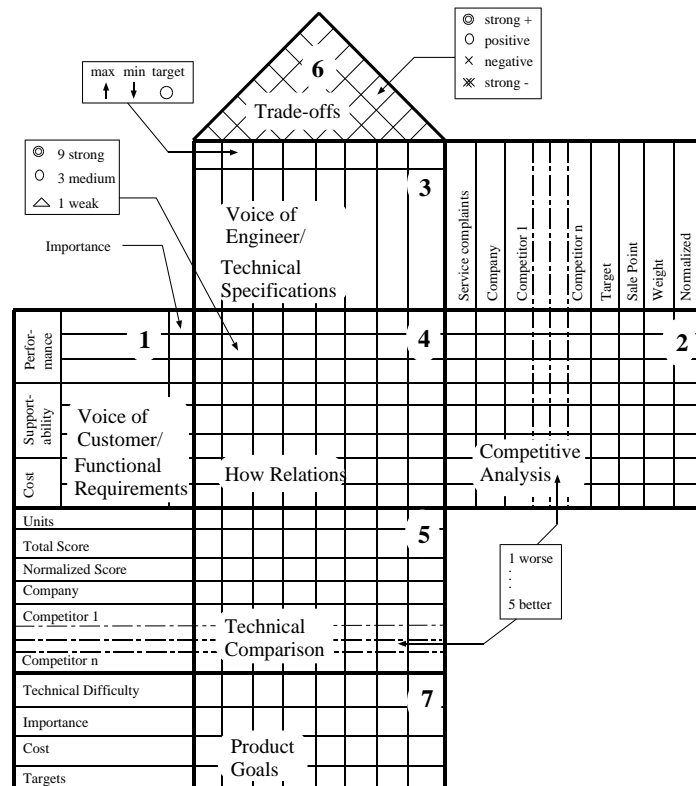 6
Trade-offs
strong +
positive
negative
strong -
max min target
9 strong
3 medium
1 weak
Importance
3
Voice of
Engineer/
Technical
Specifications
Service complaints
Company
Competitor 1
Competitor n
Target
Sale Point
Weight
Normalized
Perfor-
mance
Support-
ability
Cost
1
Voice of
Customer/
Functional
Requirements
4
How Relations
2
Competitive
Analysis
Units
Total Score
Normalized Score
Company
Competitor 1
Competitor n
5
Technical
Comparison
1 worse
.
.
.
5 better
Technical Difficulty
Importance
Cost
Targets
7
Product
Goals